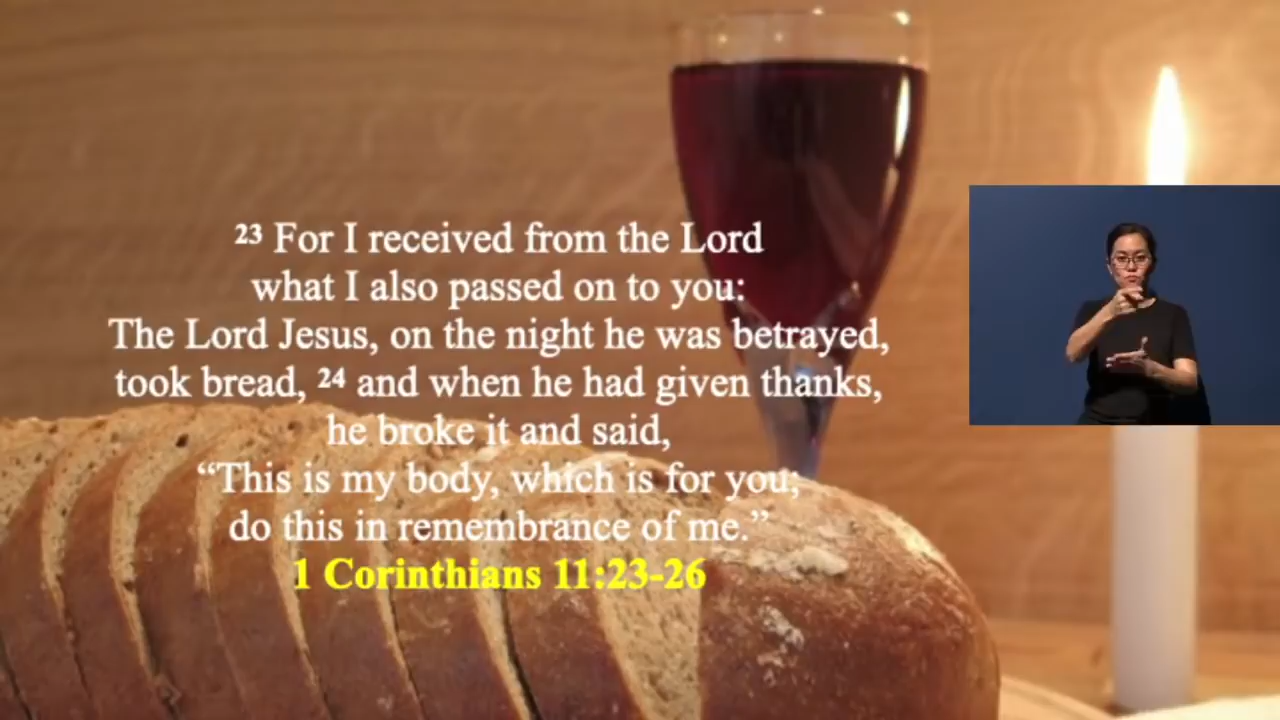 ²³ For I received from the Lord
what I also passed on to you:
The Lord Jesus, on the night he was betrayed,
took bread, ²⁴ and when he had given thanks,
he broke it and said,
“This is my body, which is for you;
do this in remembrance of me.”
1 Corinthians 11:23-26